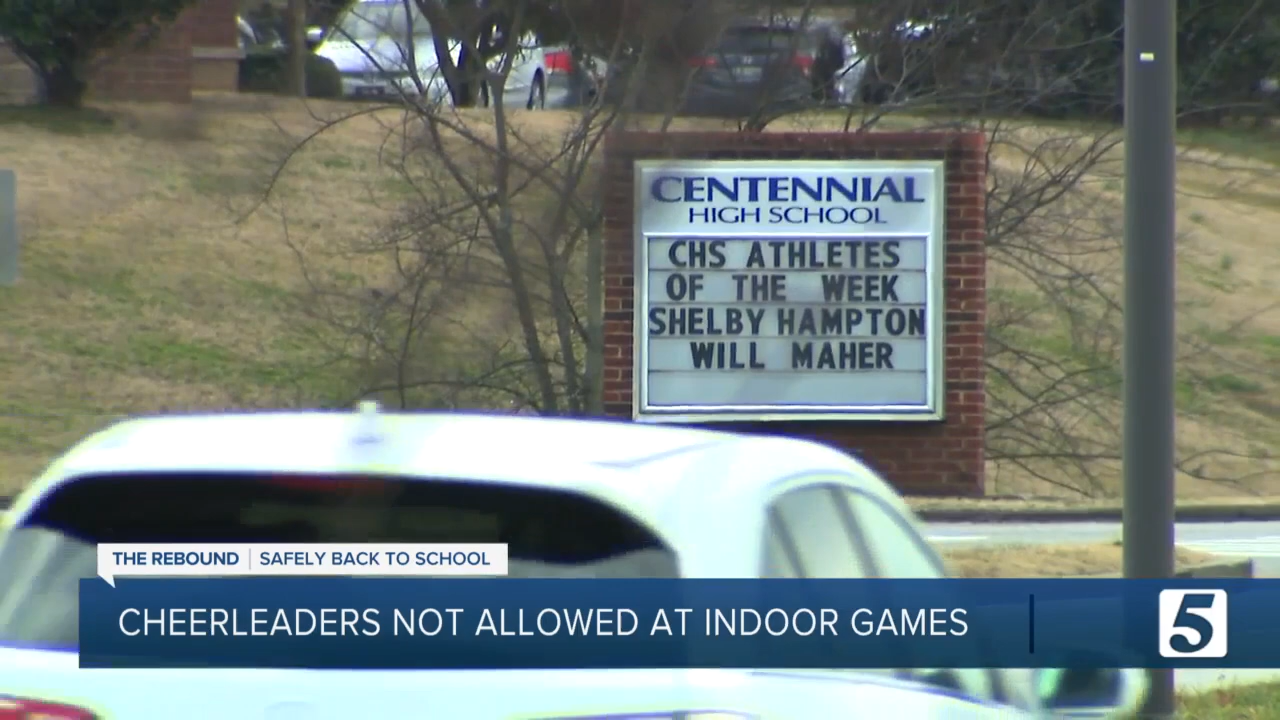 CENTENNIAL
HIGH SCHOOL
CHS ATHLETES
OF THE WEEK
SHELBY HAMPTON
WILL MAHER
THE REBOUND | SAFELY BACK TO SCHOOL
CHEERLEADERS NOT ALLOWED AT INDOOR GAMES
5